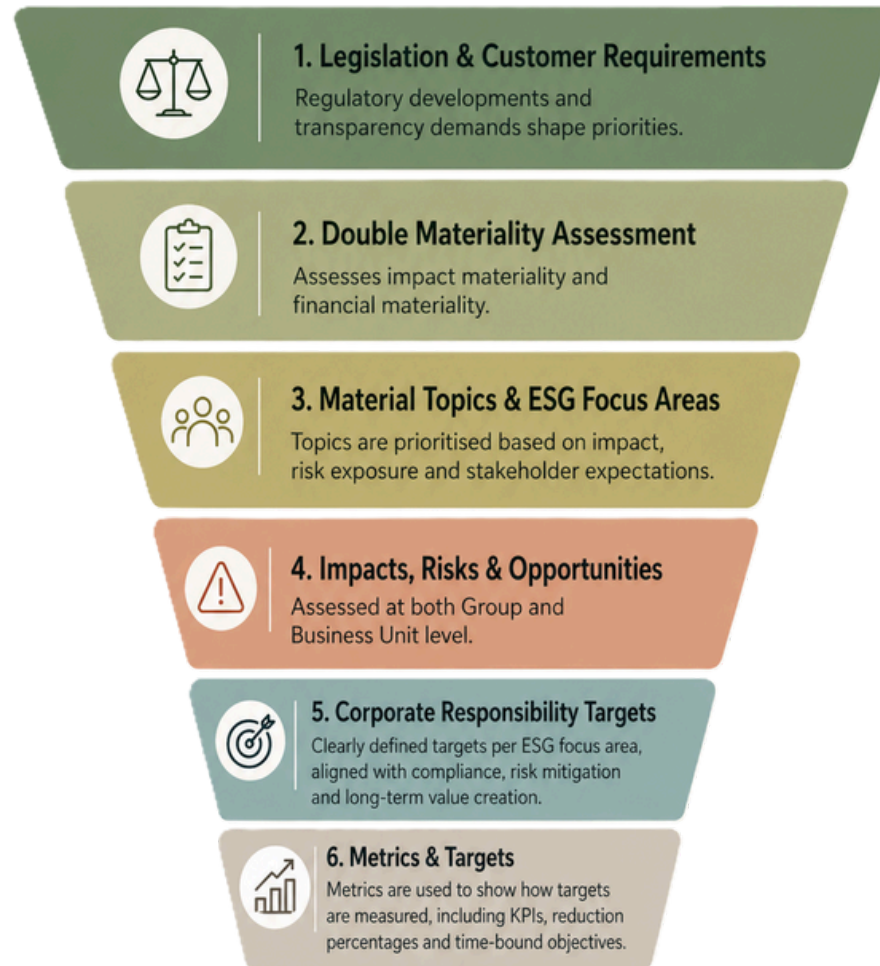 1. Legislation & Customer Requirements
Regulatory developments and
transparency demands shape priorities.
2. Double Materiality Assessment
Assesses impact materiality and
financial materiality.
3. Material Topics & ESG Focus Areas
Topics are prioritised based on impact,
risk exposure and stakeholder expectations.
4. Impacts, Risks & Opportunities
Assessed at both Group and
Business Unit level.
5. Corporate Responsibility Targets
Clearly defined targets per ESG focus area,
aligned with compliance, risk mitigation
and long-term value creation.
6. Metrics & Targets
Metrics are used to show how targets
are measured, including KPIs, reduction
percentages and time-bound objectives.